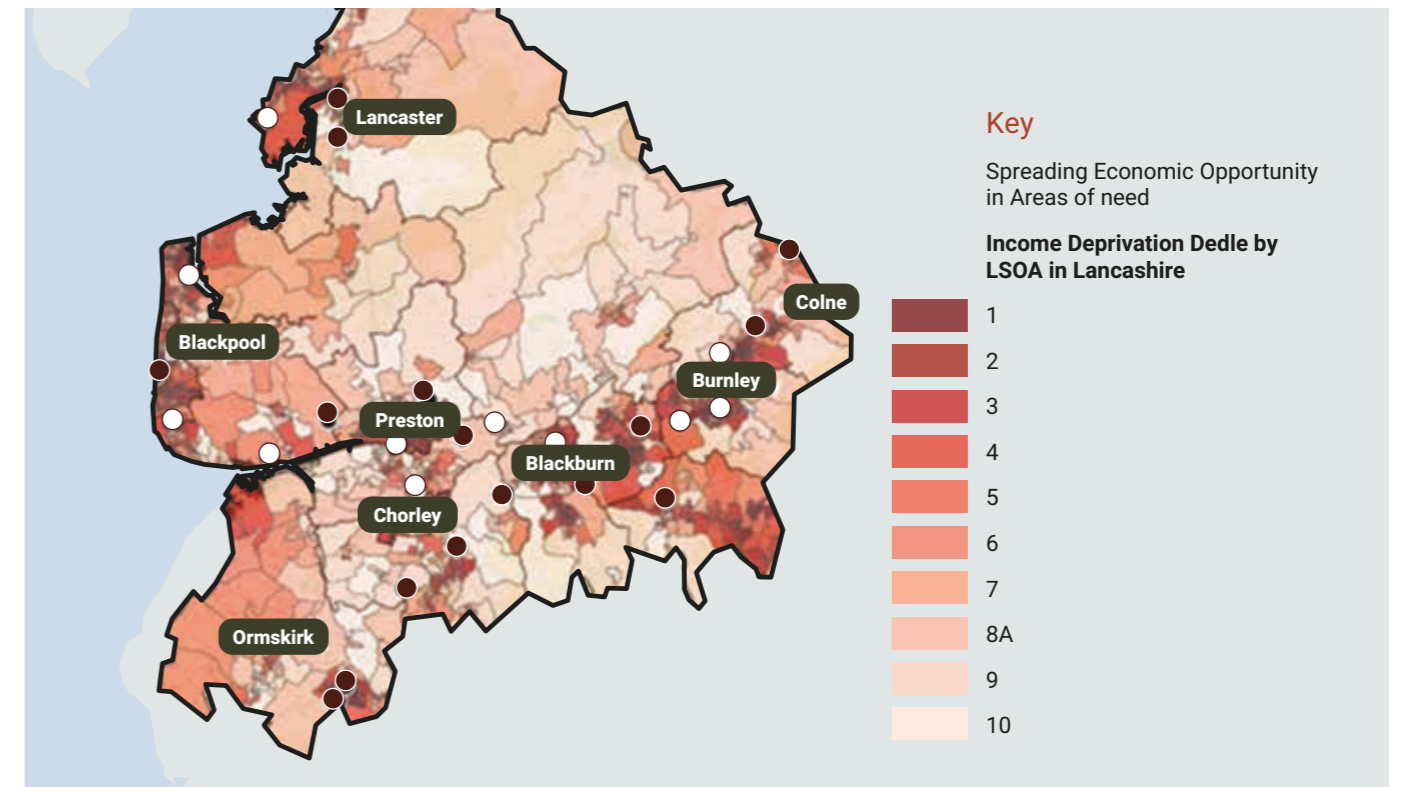 Lancaster
Colne
Blackpool
Burnley
Preston
Blackburn
Chorley
Ormskirk
Key
Spreading Economic Opportunity
in Areas of need
Income Deprivation Dedle by
LSOA in Lancashire
1
2
3
4
5
6
7
8A
9
10